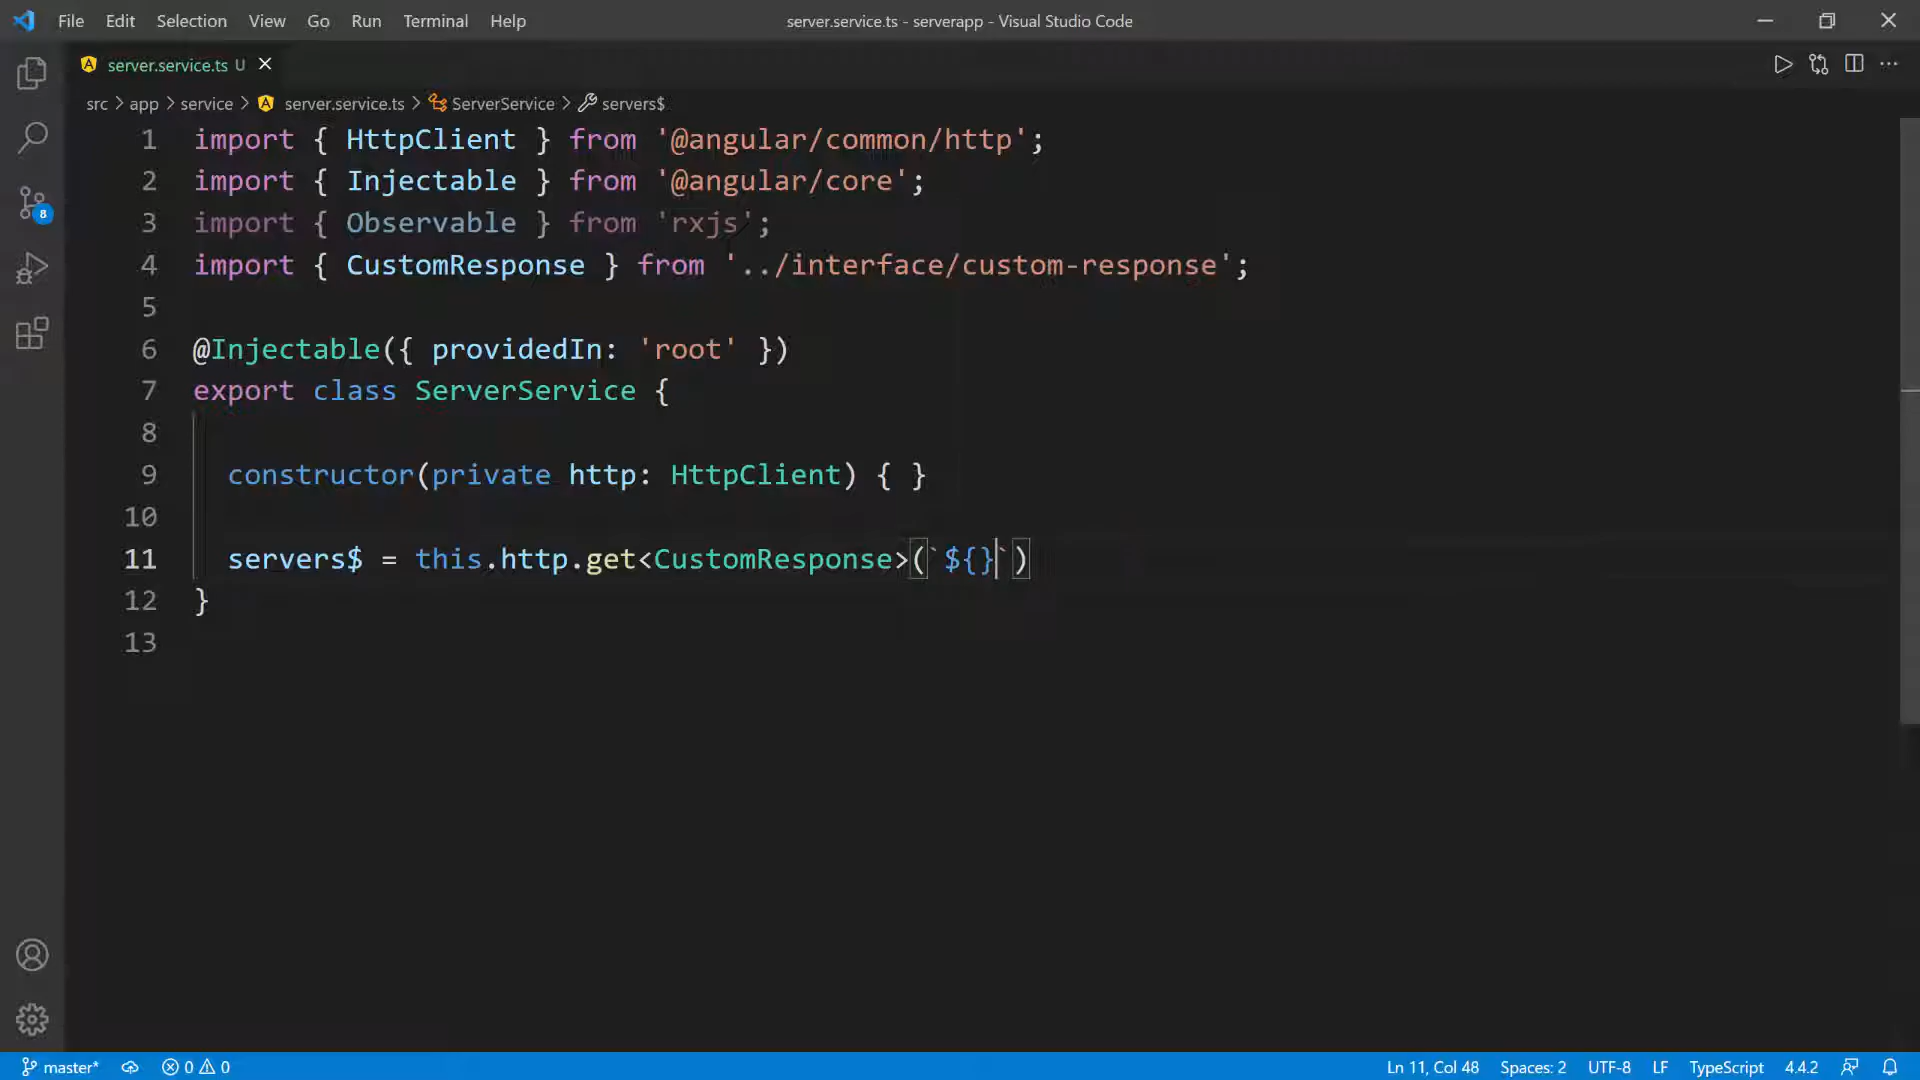 File Edit Selection View Go Run Terminal Help server.service.ts - serverapp - Visual Studio Code
server.service.ts U
src > app > service > server.service.ts > ServerService > servers$
1 import { HttpClient } from '@angular/common/http';
2 import { Injectable } from '@angular/core';
3 import { Observable } from 'rxjs';
4 import { CustomResponse } from '../interface/custom-response';
5
6 @Injectable({ providedIn: 'root' })
7 export class ServerService {
8
9 constructor(private http: HttpClient) { }
10
11 servers$ = this.http.get<CustomResponse>(`${}`)
12 }
13
8
master* 0 0 Ln 11, Col 48 Spaces: 2 UTF-8 LF TypeScript 4.4.2